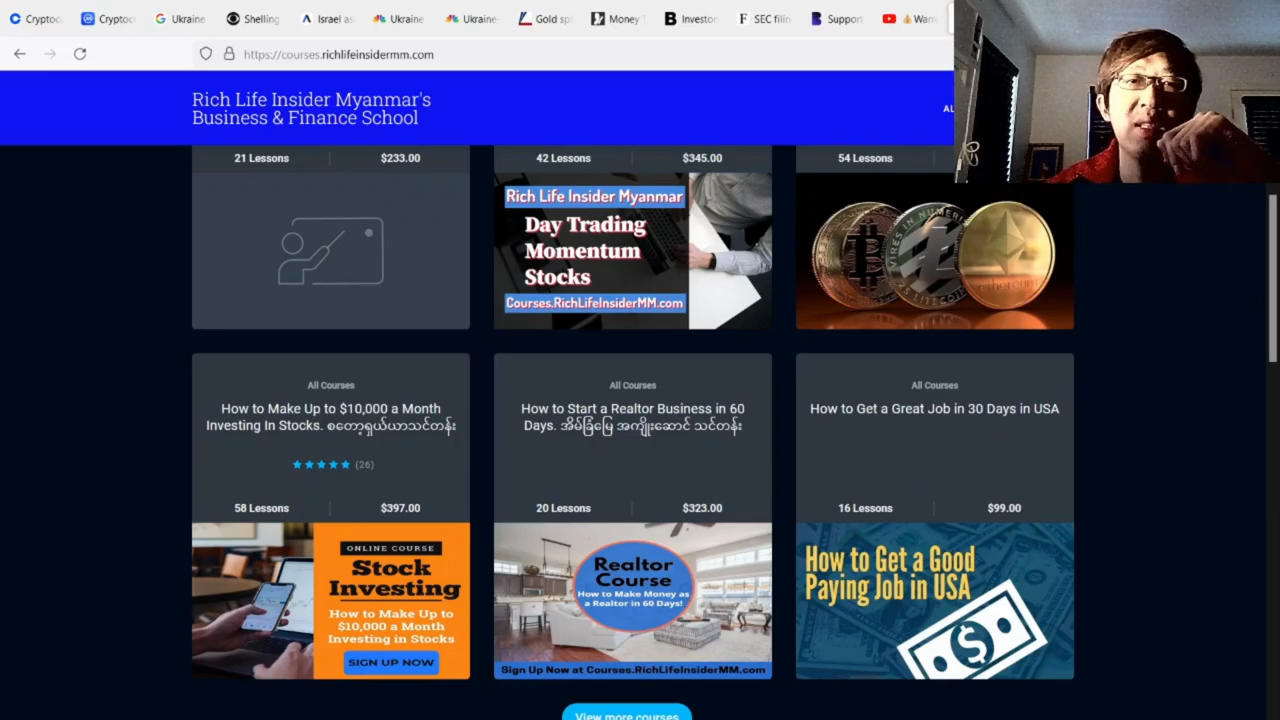 Cryptoc
Cryptoc
Ukraine
Shelling
Israel as
Ukraine
Ukraine-
Gold sp
Money T
Investor
SEC filin
Support
Warn
https://courses.richlifeinsidermm.com
Rich Life Insider Myanmar's
Business & Finance School
AL
21 Lessons
$233.00
42 Lessons
$345.00
54 Lessons
Rich Life Insider Myanmar
Day Trading
Momentum
Stocks
Courses.RichLifeInsiderMM.com
All Courses
How to Make Up to $10,000 a Month
Investing In Stocks. စတော့ရှယ်ယာသင်တန်း
(26)
58 Lessons
$397.00
All Courses
How to Start a Realtor Business in 60
Days. အိမ်ခြံမြေ အကျိုးဆောင် သင်တန်း
20 Lessons
$323.00
All Courses
How to Get a Great Job in 30 Days in USA
16 Lessons
$99.00
ONLINE COURSE
Stock
Investing
How to Make Up to
$10,000 a Month
Investing in Stocks
SIGN UP NOW
Realtor
Course
How to Make Money as
a Realtor in 60 Days!
Sign Up Now at Courses.RichLifeInsiderMM.com
How to Get a Good
Paying Job in USA
View more courses